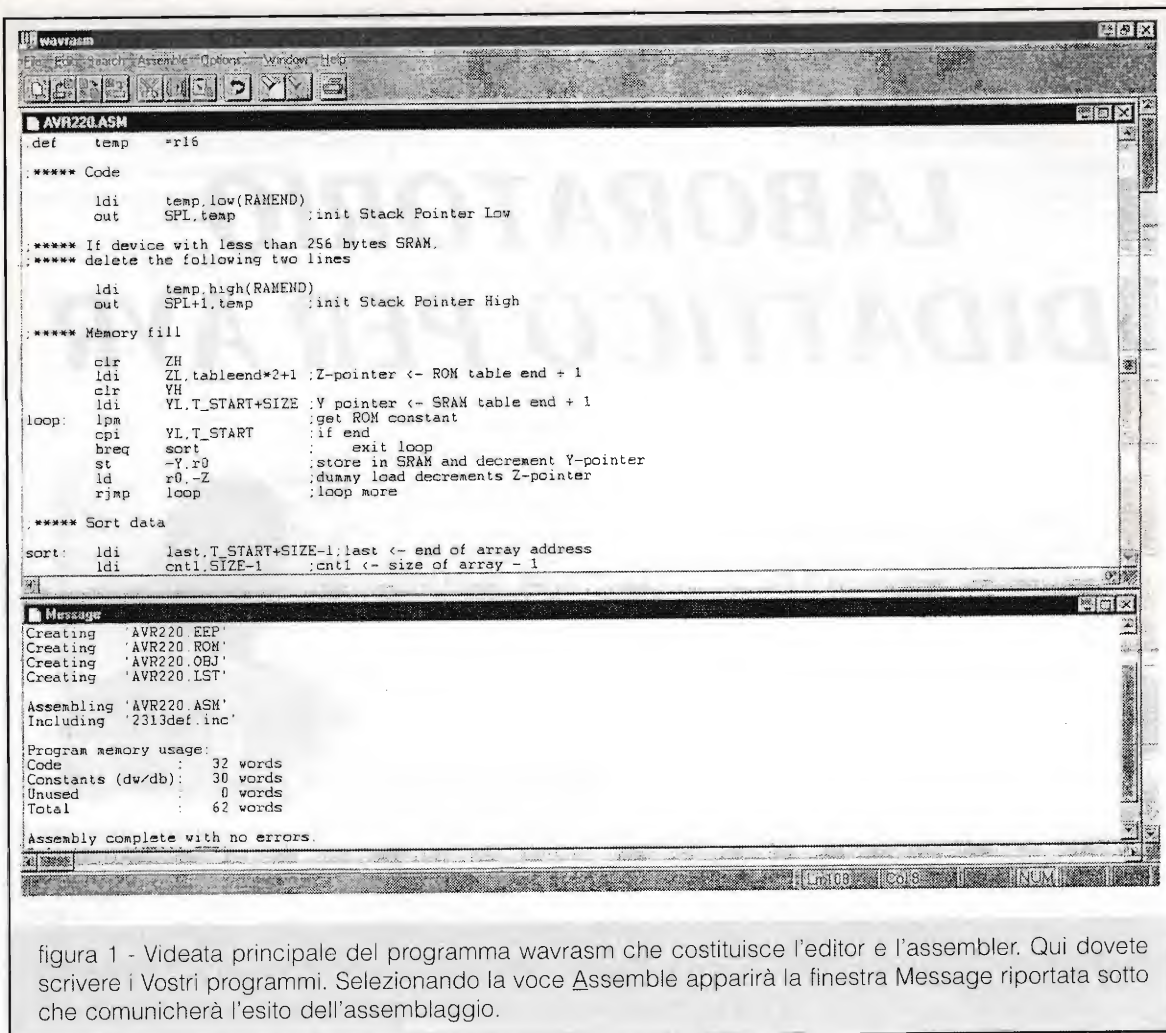 wavrasm
File Edit Search Assemble Options Window Help
AVR220.ASM
.def temp =r16
;***** Code
ldi temp,low(RAMEND)
out SPL,temp ;init Stack Pointer Low
;***** If device with less than 256 bytes SRAM,
;***** delete the following two lines
ldi temp,high(RAMEND)
out SPL+1,temp ;init Stack Pointer High
;***** Memory fill
clr ZH
ldi ZL,tableend*2+1 ;Z-pointer <- ROM table end + 1
clr YH
ldi YL,T_START+SIZE ;Y pointer <- SRAM table end + 1
loop: lpm ;get ROM constant
cpi YL,T_START ;if end
breq sort ; exit loop
st -Y,r0 ;store in SRAM and decrement Y-pointer
ld r0,-Z ;dummy load decrements Z-pointer
rjmp loop ;loop more
;***** Sort data
sort: ldi last,T_START+SIZE-1;last <- end of array address
ldi cnt1,SIZE-1 ;cnt1 <- size of array - 1
Message
Creating 'AVR220.EEP'
Creating 'AVR220.ROM'
Creating 'AVR220.OBJ'
Creating 'AVR220.LST'
Assembling 'AVR220.ASM'
Including '2313def.inc'
Program memory usage:
Code : 32 words
Constants (dw/db): 30 words
Unused : 0 words
Total : 62 words
Assembly complete with no errors.
NUM
figura 1 - Videata principale del programma wavrasm che costituisce l'editor e l'assembler. Qui dovete
scrivere i Vostri programmi. Selezionando la voce Assemble apparirà la finestra Message riportata sotto
che comunicherà l'esito dell'assemblaggio.